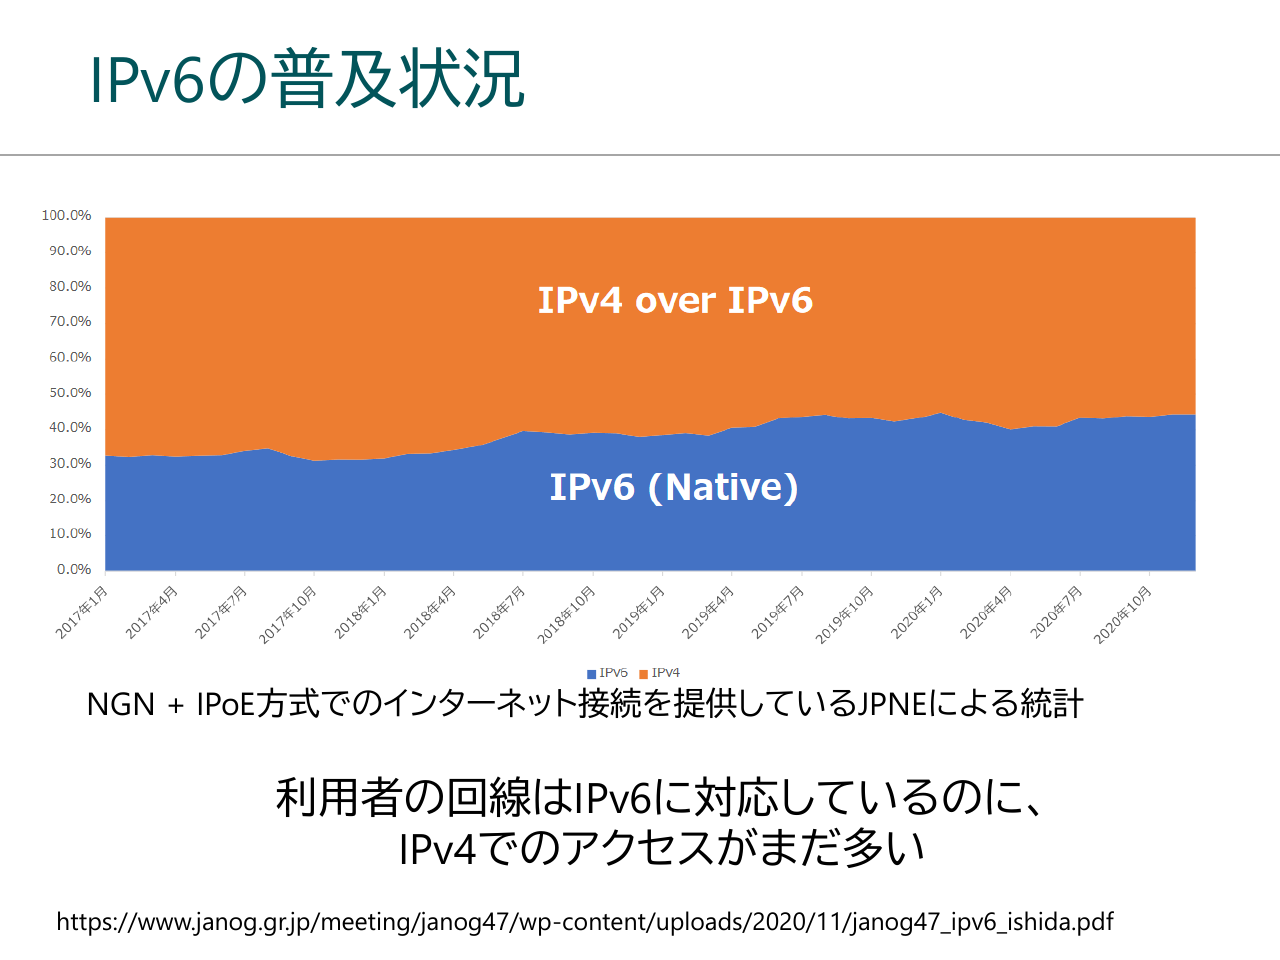 IPv6の普及状況
100.0%
90.0%
80.0%
70.0%
60.0%
50.0%
40.0%
30.0%
20.0%
10.0%
0.0%
IPv4 over IPv6
IPv6 (Native)
2017年1月
2017年4月
2017年7月
2017年10月
2018年1月
2018年4月
2018年7月
2018年10月
2019年1月
2019年4月
2019年7月
2019年10月
2020年1月
2020年4月
2020年7月
2020年10月
IPv6 IPv4
NGN + IPoE方式でのインターネット接続を提供しているJPNEによる統計
利用者の回線はIPv6に対応しているのに、
IPv4でのアクセスがまだ多い
https://www.janog.gr.jp/meeting/janog47/wp-content/uploads/2020/11/janog47_ipv6_ishida.pdf